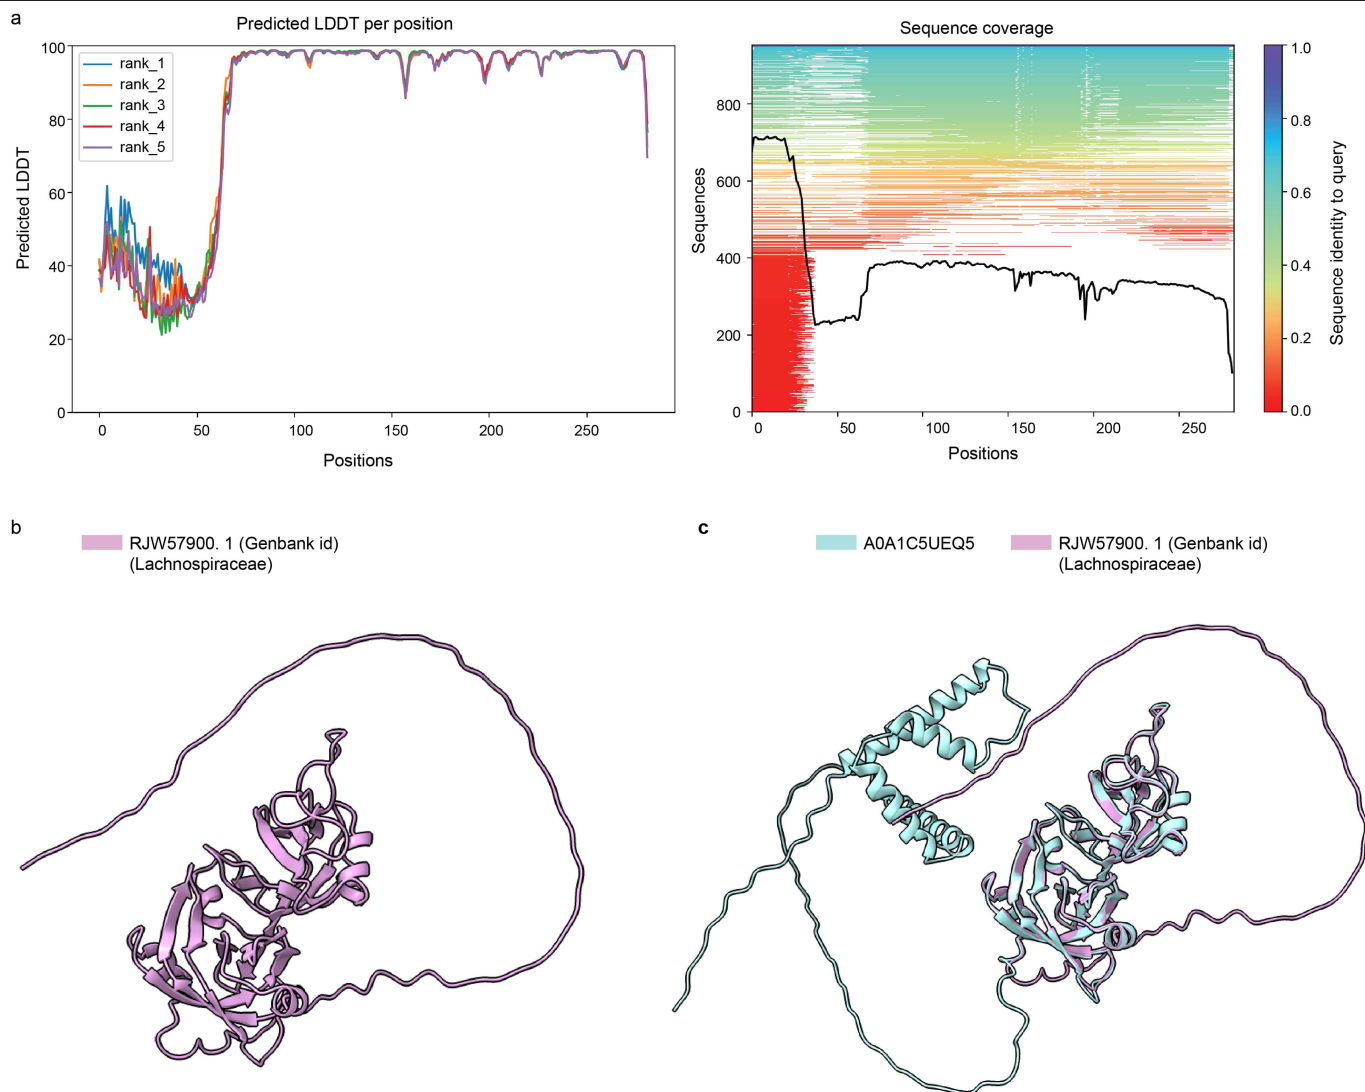 a
Predicted LDDT per position
Predicted LDDT
100
80
60
40
20
0
rank_1
rank_2
rank_3
rank_4
rank_5
0 50 100 150 200 250
Positions
Sequence coverage
Sequences
800
600
400
200
0
0 50 100 150 200 250
Positions
1.0
0.8
0.6
0.4
0.2
0.0
Sequence identity to query
b
RJW57900. 1 (Genbank id)
(Lachnospiraceae)
c
A0A1C5UEQ5
RJW57900. 1 (Genbank id)
(Lachnospiraceae)